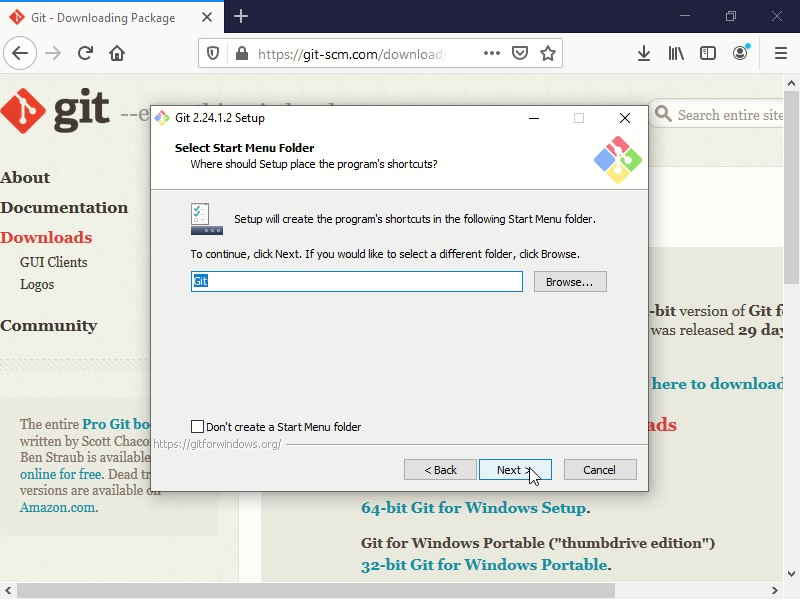 Git - Downloading Package
https://git-scm.com/download/
git
Search entire site
Git 2.24.1.2 Setup
Select Start Menu Folder
Where should Setup place the program's shortcuts?
Setup will create the program's shortcuts in the following Start Menu folder.
To continue, click Next. If you would like to select a different folder, click Browse.
Git
Browse...
Don't create a Start Menu folder
https://gitforwindows.org/
< Back
Next >
Cancel
About
Documentation
Downloads
GUI Clients
Logos
Community
The entire Pro Git
written by Scott
Ben Straub is available
online for free. Dead
versions are available
Amazon.com.
-bit version of Git
was released 29
here to download
64-bit Git for Windows Setup.
Git for Windows Portable ("thumbdrive edition")
32-bit Git for Windows Portable.